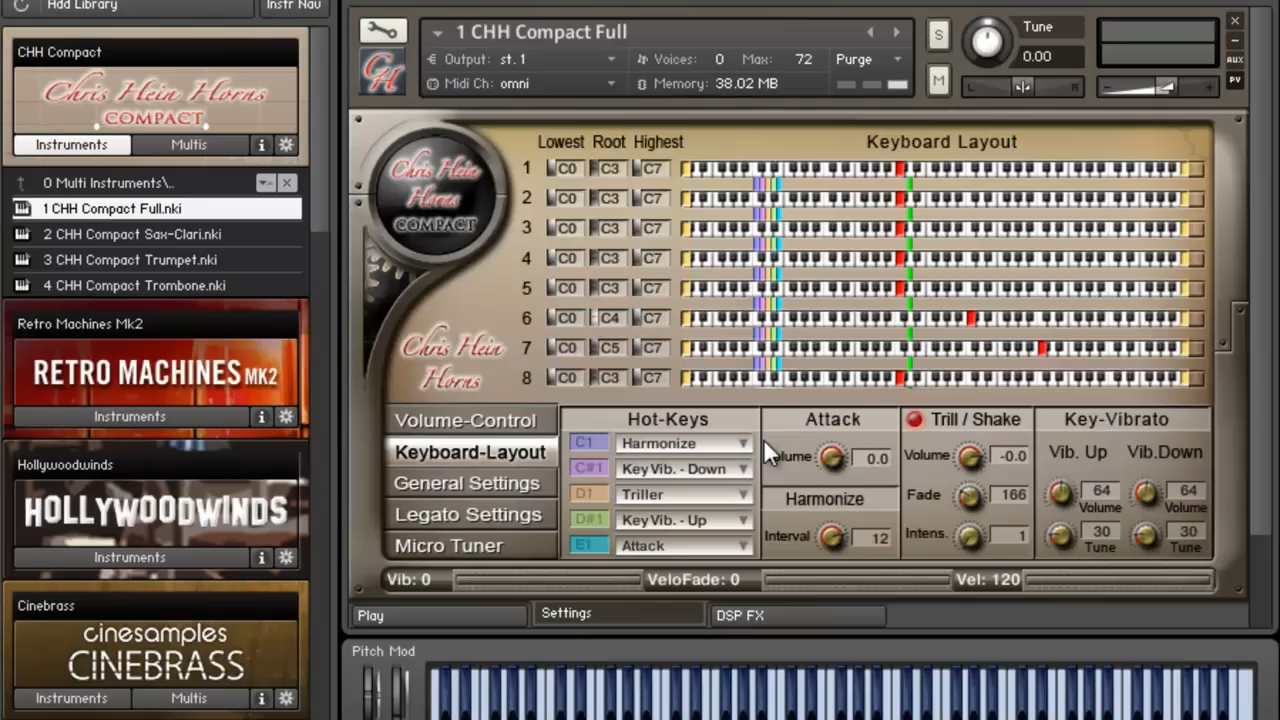 Add Library
Instr Nav
CHH Compact
Chris Hein Horns
COMPACT
Instruments
Multis
0 Multi Instruments\..
1 CHH Compact Full.nki
2 CHH Compact Sax-Clari.nki
3 CHH Compact Trumpet.nki
4 CHH Compact Trombone.nki
Retro Machines Mk2
RETRO MACHINES MK2
Instruments
Hollywoodwinds
HOLLYWOODWINDS
Instruments
Cinebrass
cinesamples
CINEBRASS
Instruments
Multis
1 CHH Compact Full
Output: st. 1
Voices: 0 Max: 72
Purge
Midi Ch: omni
Memory: 38.02 MB
S
M
Tune
0.00
L
R
AUX
PV
CH
Chris Hein
Horns
COMPACT
Lowest Root Highest
Keyboard Layout
1 C0 C3 C7
2 C0 C3 C7
3 C0 C3 C7
4 C0 C3 C7
5 C0 C3 C7
6 C0 C4 C7
7 C0 C5 C7
8 C0 C3 C7
Chris Hein
Horns
Volume-Control
Keyboard-Layout
General Settings
Legato Settings
Micro Tuner
Hot-Keys
C1 Harmonize
C#1 Key Vib. - Down
D1 Triller
D#1 Key Vib. - Up
E1 Attack
Attack
Volume 0.0
Harmonize
Interval 12
Trill / Shake
Volume -0.0
Fade 166
Intens. 1
Key-Vibrato
Vib. Up Vib.Down
64 64
Volume Volume
30 30
Tune Tune
Vib: 0
VeloFade: 0
Vel: 120
Play
Settings
DSP FX
Pitch Mod